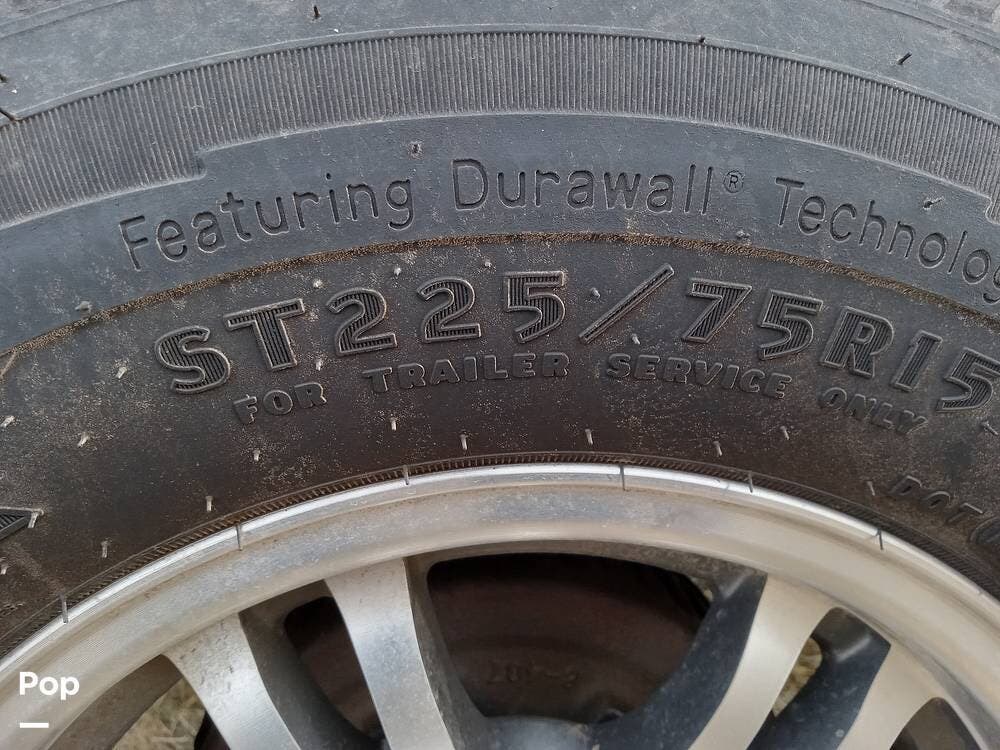 Featuring Durawall® Technolog
ST225/75R15
FOR TRAILER SERVICE ONLY
DOT
Pop